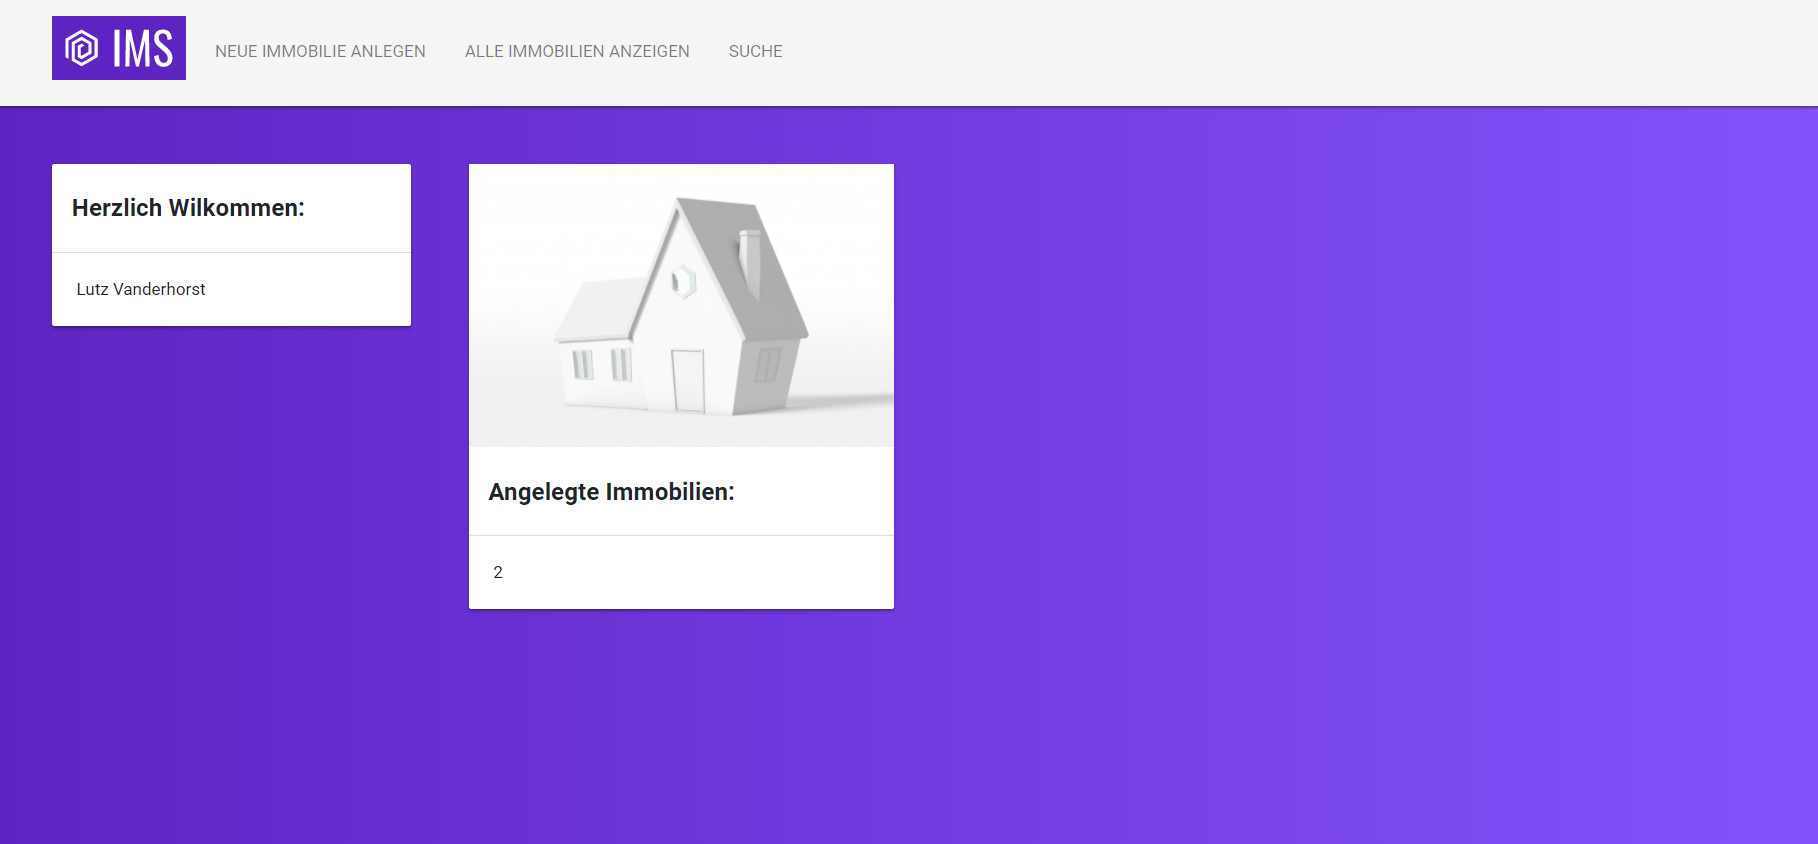 IMS
NEUE IMMOBILIE ANLEGEN
ALLE IMMOBILIEN ANZEIGEN
SUCHE
Herzlich Wilkommen:
Lutz Vanderhorst
Angelegte Immobilien:
2